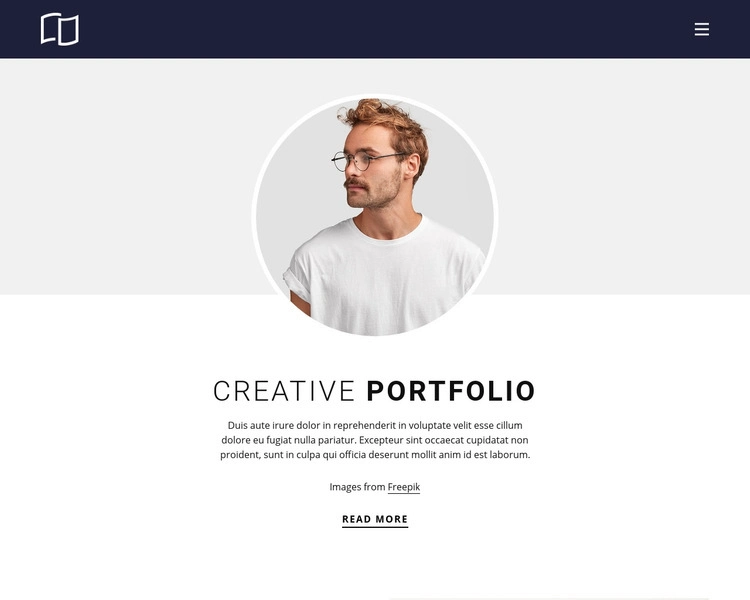 CREATIVE PORTFOLIO
Duis aute irure dolor in reprehenderit in voluptate velit esse cillum
dolore eu fugiat nulla pariatur. Excepteur sint occaecat cupidatat non
proident, sunt in culpa qui officia deserunt mollit anim id est laborum.
Images from Freepik
READ MORE